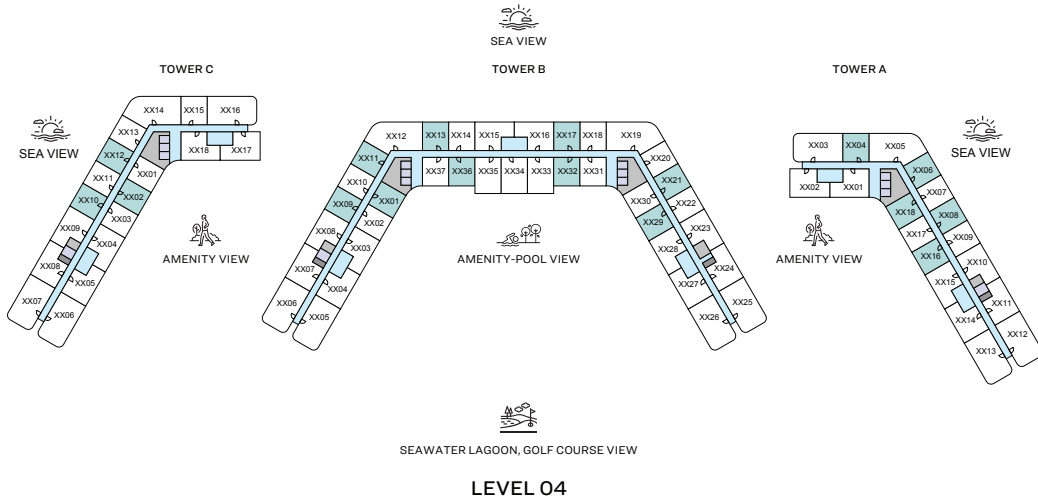 SEA VIEW
TOWER C
TOWER B
TOWER A
SEA VIEW
SEA VIEW
XX14
XX15
XX16
XX13
XX18
XX17
XX12
XX01
XX11
XX02
XX10
XX03
XX09
XX04
XX08
XX05
XX07
XX06
AMENITY VIEW
XX12
XX13
XX14
XX15
XX16
XX17
XX18
XX19
XX11
XX37
XX36
XX35
XX34
XX33
XX32
XX31
XX20
XX10
XX01
XX30
XX21
XX09
XX02
XX29
XX22
XX08
XX03
XX28
XX23
XX07
XX04
XX27
XX24
XX06
XX05
XX26
XX25
AMENITY-POOL VIEW
XX03
XX04
XX05
XX02
XX01
XX06
XX07
XX18
XX08
XX17
XX09
XX16
XX10
XX15
XX11
XX14
XX12
XX13
AMENITY VIEW
SEAWATER LAGOON, GOLF COURSE VIEW
LEVEL 04